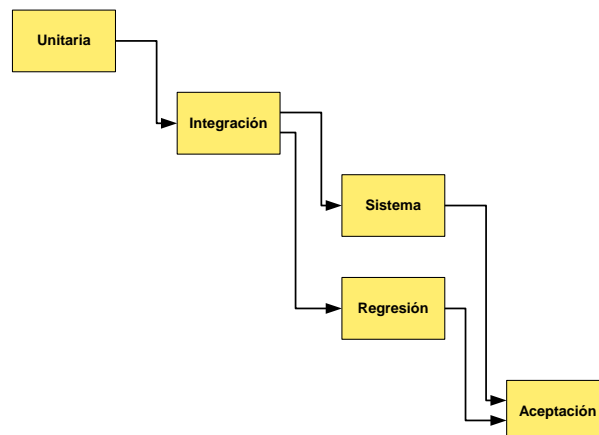 Unitaria
Integración
Sistema
Regresión
Aceptación